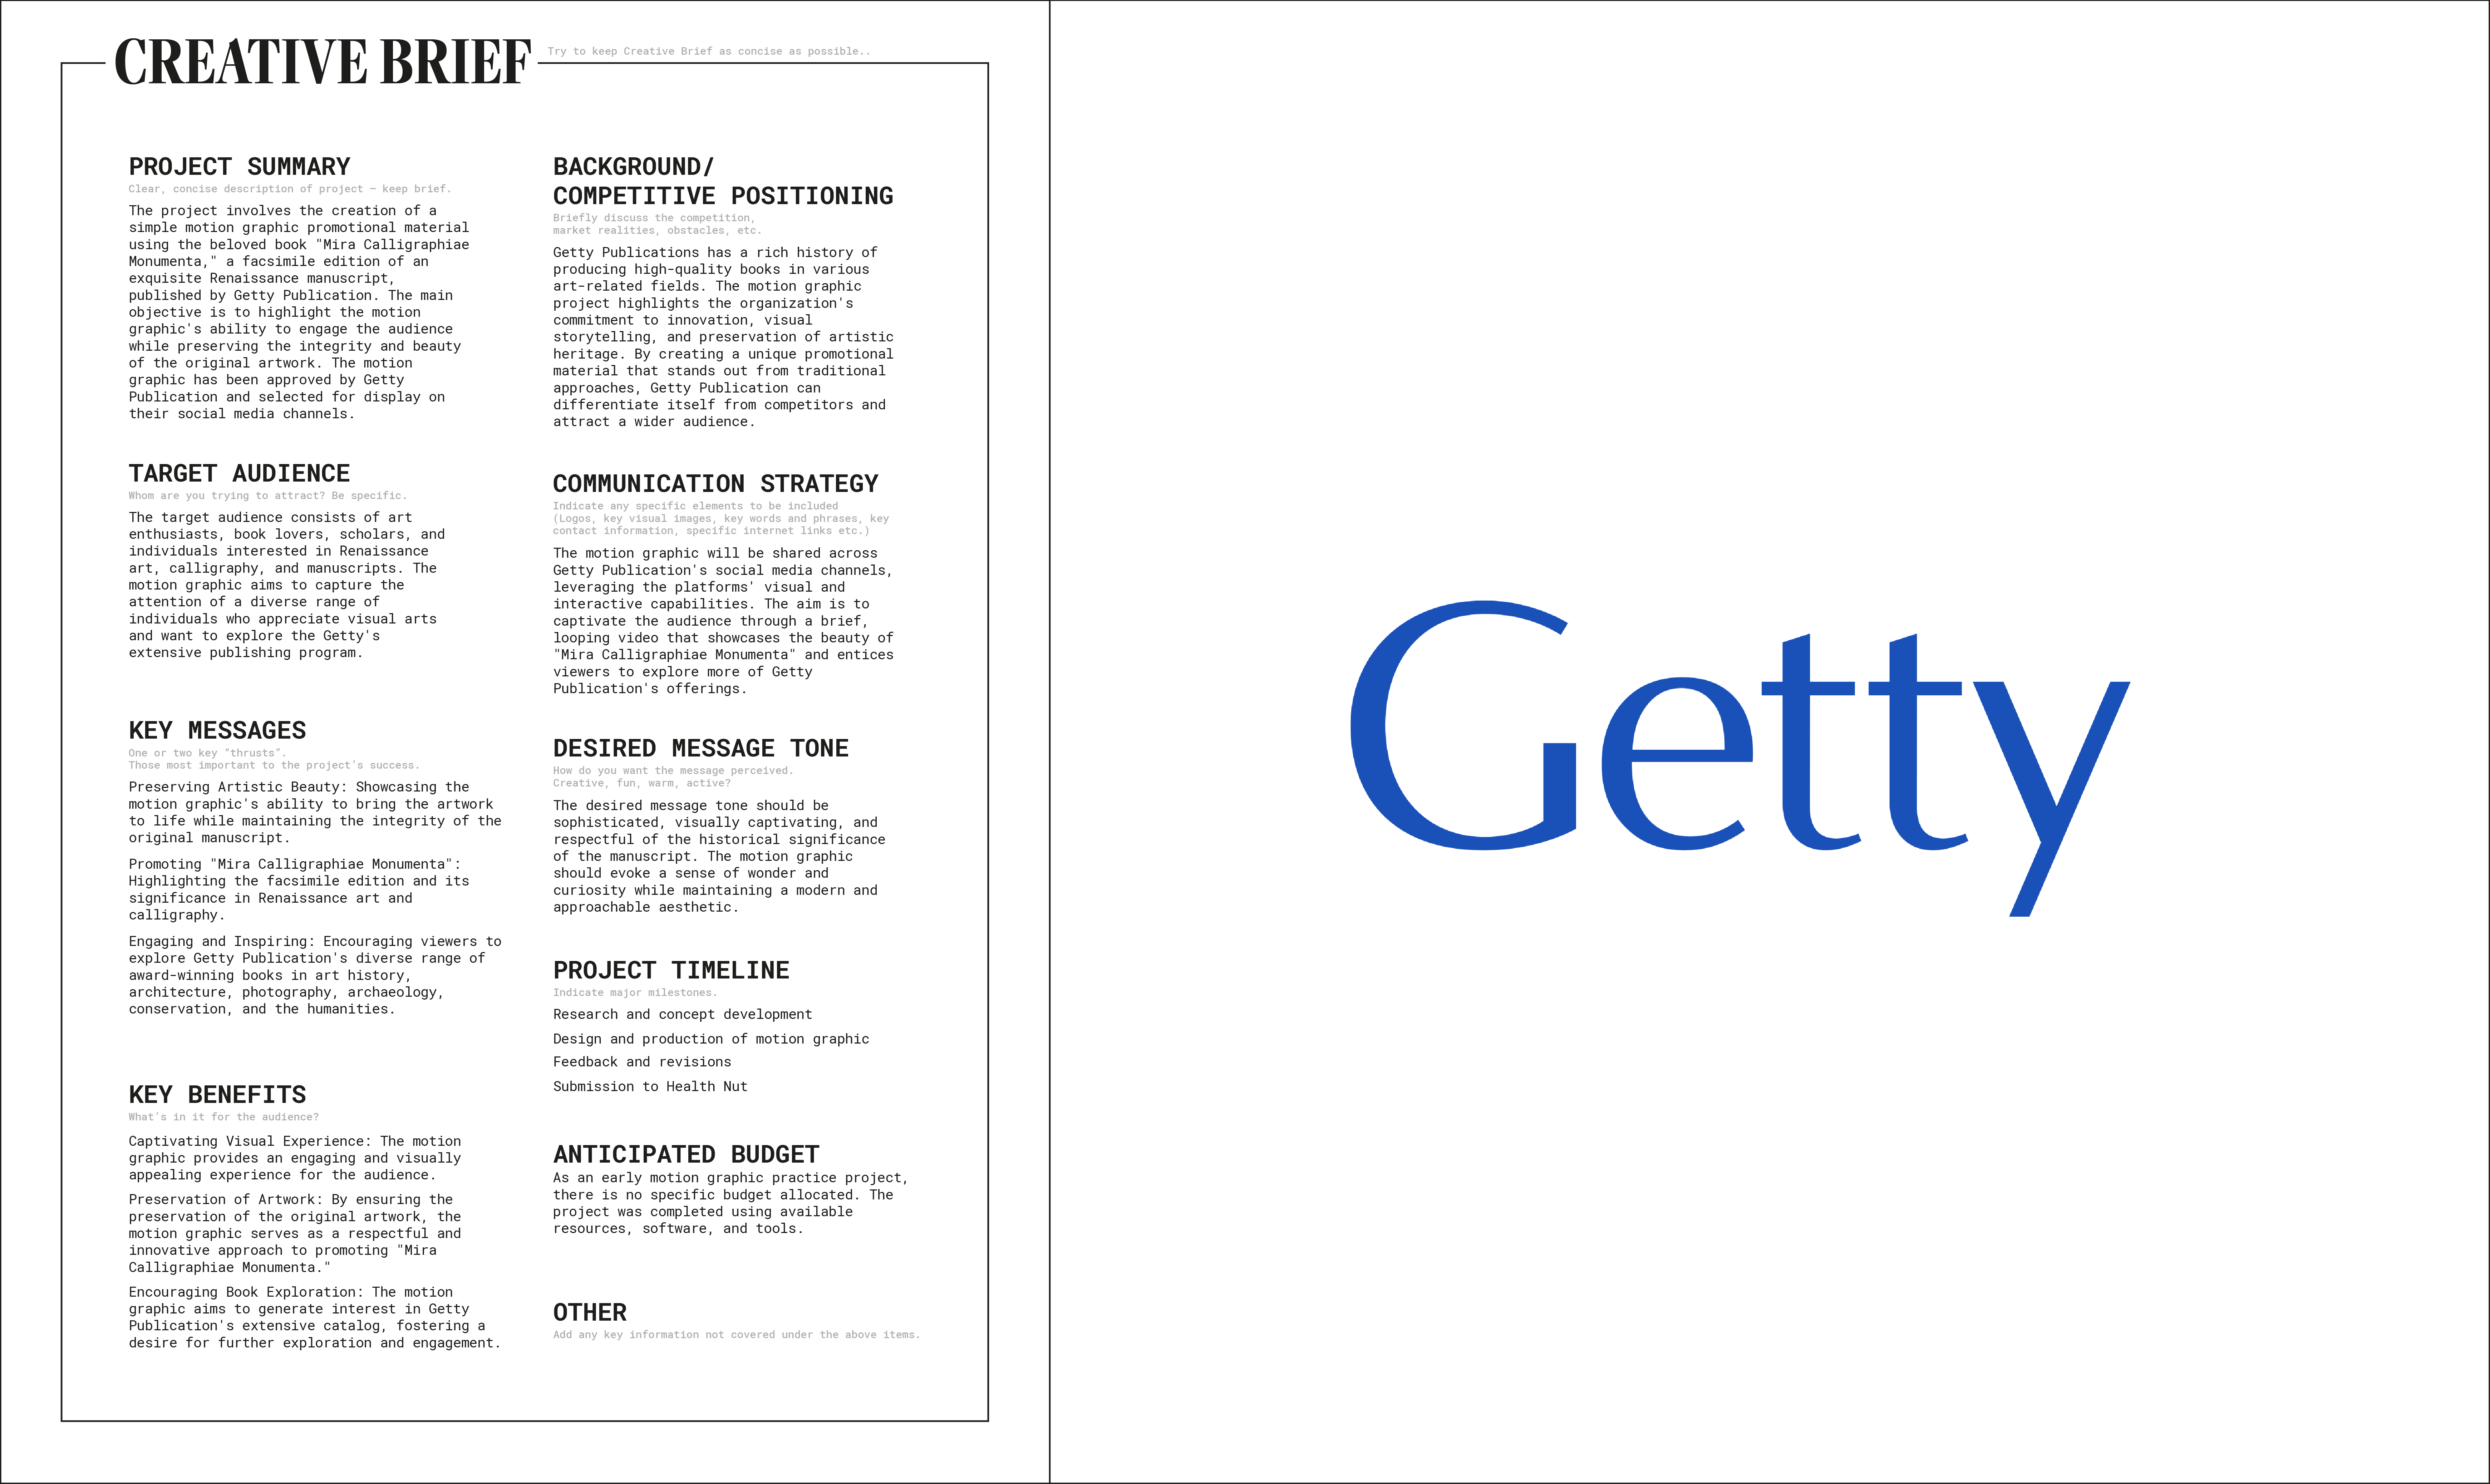 CREATIVE BRIEF
Try to keep Creative Brief as concise as possible..
PROJECT SUMMARY
Clear, concise description of project – keep brief.
The project involves the creation of a
simple motion graphic promotional material
using the beloved book "Mira Calligraphiae
Monumenta," a facsimile edition of an
exquisite Renaissance manuscript,
published by Getty Publication. The main
objective is to highlight the motion
graphic's ability to engage the audience
while preserving the integrity and beauty
of the original artwork. The motion
graphic has been approved by Getty
Publication and selected for display on
their social media channels.
TARGET AUDIENCE
Whom are you trying to attract? Be specific.
The target audience consists of art
enthusiasts, book lovers, scholars, and
individuals interested in Renaissance
art, calligraphy, and manuscripts. The
motion graphic aims to capture the
attention of a diverse range of
individuals who appreciate visual arts
and want to explore the Getty's
extensive publishing program.
KEY MESSAGES
One or two key “thrusts”.
Those most important to the project's success.
Preserving Artistic Beauty: Showcasing the
motion graphic's ability to bring the artwork
to life while maintaining the integrity of the
original manuscript.
Promoting "Mira Calligraphiae Monumenta":
Highlighting the facsimile edition and its
significance in Renaissance art and
calligraphy.
Engaging and Inspiring: Encouraging viewers to
explore Getty Publication's diverse range of
award-winning books in art history,
architecture, photography, archaeology,
conservation, and the humanities.
KEY BENEFITS
What's in it for the audience?
Captivating Visual Experience: The motion
graphic provides an engaging and visually
appealing experience for the audience.
Preservation of Artwork: By ensuring the
preservation of the original artwork, the
motion graphic serves as a respectful and
innovative approach to promoting "Mira
Calligraphiae Monumenta."
Encouraging Book Exploration: The motion
graphic aims to generate interest in Getty
Publication's extensive catalog, fostering a
desire for further exploration and engagement.
BACKGROUND/
COMPETITIVE POSITIONING
Briefly discuss the competition,
market realities, obstacles, etc.
Getty Publications has a rich history of
producing high-quality books in various
art-related fields. The motion graphic
project highlights the organization's
commitment to innovation, visual
storytelling, and preservation of artistic
heritage. By creating a unique promotional
material that stands out from traditional
approaches, Getty Publication can
differentiate itself from competitors and
attract a wider audience.
COMMUNICATION STRATEGY
Indicate any specific elements to be included
(Logos, key visual images, key words and phrases, key
contact information, specific internet links etc.)
The motion graphic will be shared across
Getty Publication's social media channels,
leveraging the platforms' visual and
interactive capabilities. The aim is to
captivate the audience through a brief,
looping video that showcases the beauty of
"Mira Calligraphiae Monumenta" and entices
viewers to explore more of Getty
Publication's offerings.
DESIRED MESSAGE TONE
How do you want the message perceived.
Creative, fun, warm, active?
The desired message tone should be
sophisticated, visually captivating, and
respectful of the historical significance
of the manuscript. The motion graphic
should evoke a sense of wonder and
curiosity while maintaining a modern and
approachable aesthetic.
PROJECT TIMELINE
Indicate major milestones.
Research and concept development
Design and production of motion graphic
Feedback and revisions
Submission to Health Nut
ANTICIPATED BUDGET
As an early motion graphic practice project,
there is no specific budget allocated. The
project was completed using available
resources, software, and tools.
OTHER
Add any key information not covered under the above items.
Getty